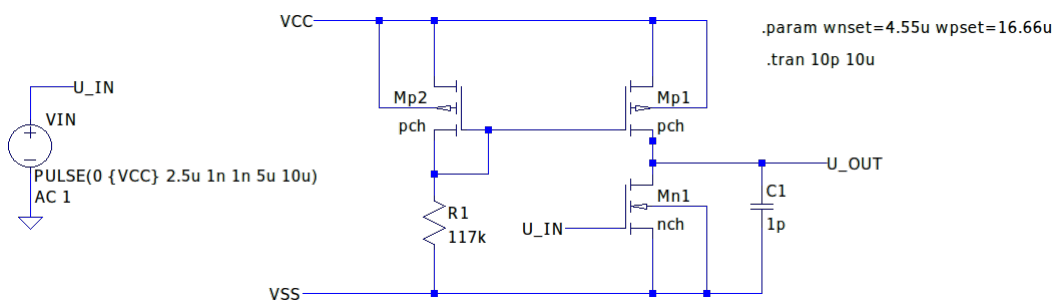 VCC
.param wnset=4.55u wpset=16.66u
.tran 10p 10u
U_IN
VIN
PULSE(0 {VCC} 2.5u 1n 1n 5u 10u)
AC 1
Mp2
pch
Mp1
pch
R1
117k
U_OUT
C1
1p
Mn1
nch
U_IN
VSS